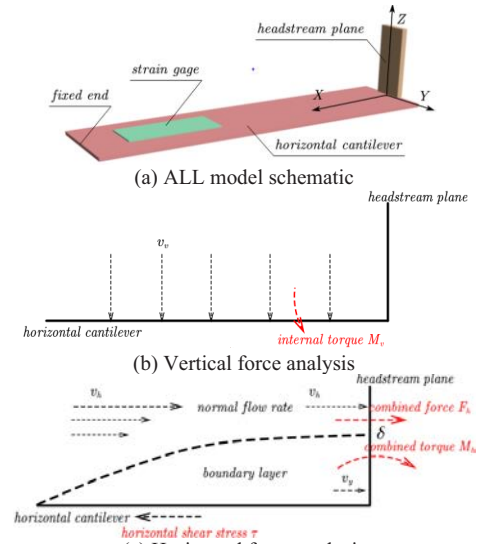 Z
headstream plane
strain gage
fixed end
X
Y
horizontal cantilever
(a) ALL model schematic
headstream plane
v_v
horizontal cantilever
internal torque M_v
(b) Vertical force analysis
headstream plane
v_h normal flow rate v_h combined force F_h
δ
combined torque M_h
boundary layer
v_y
horizontal cantilever
horizontal shear stress τ